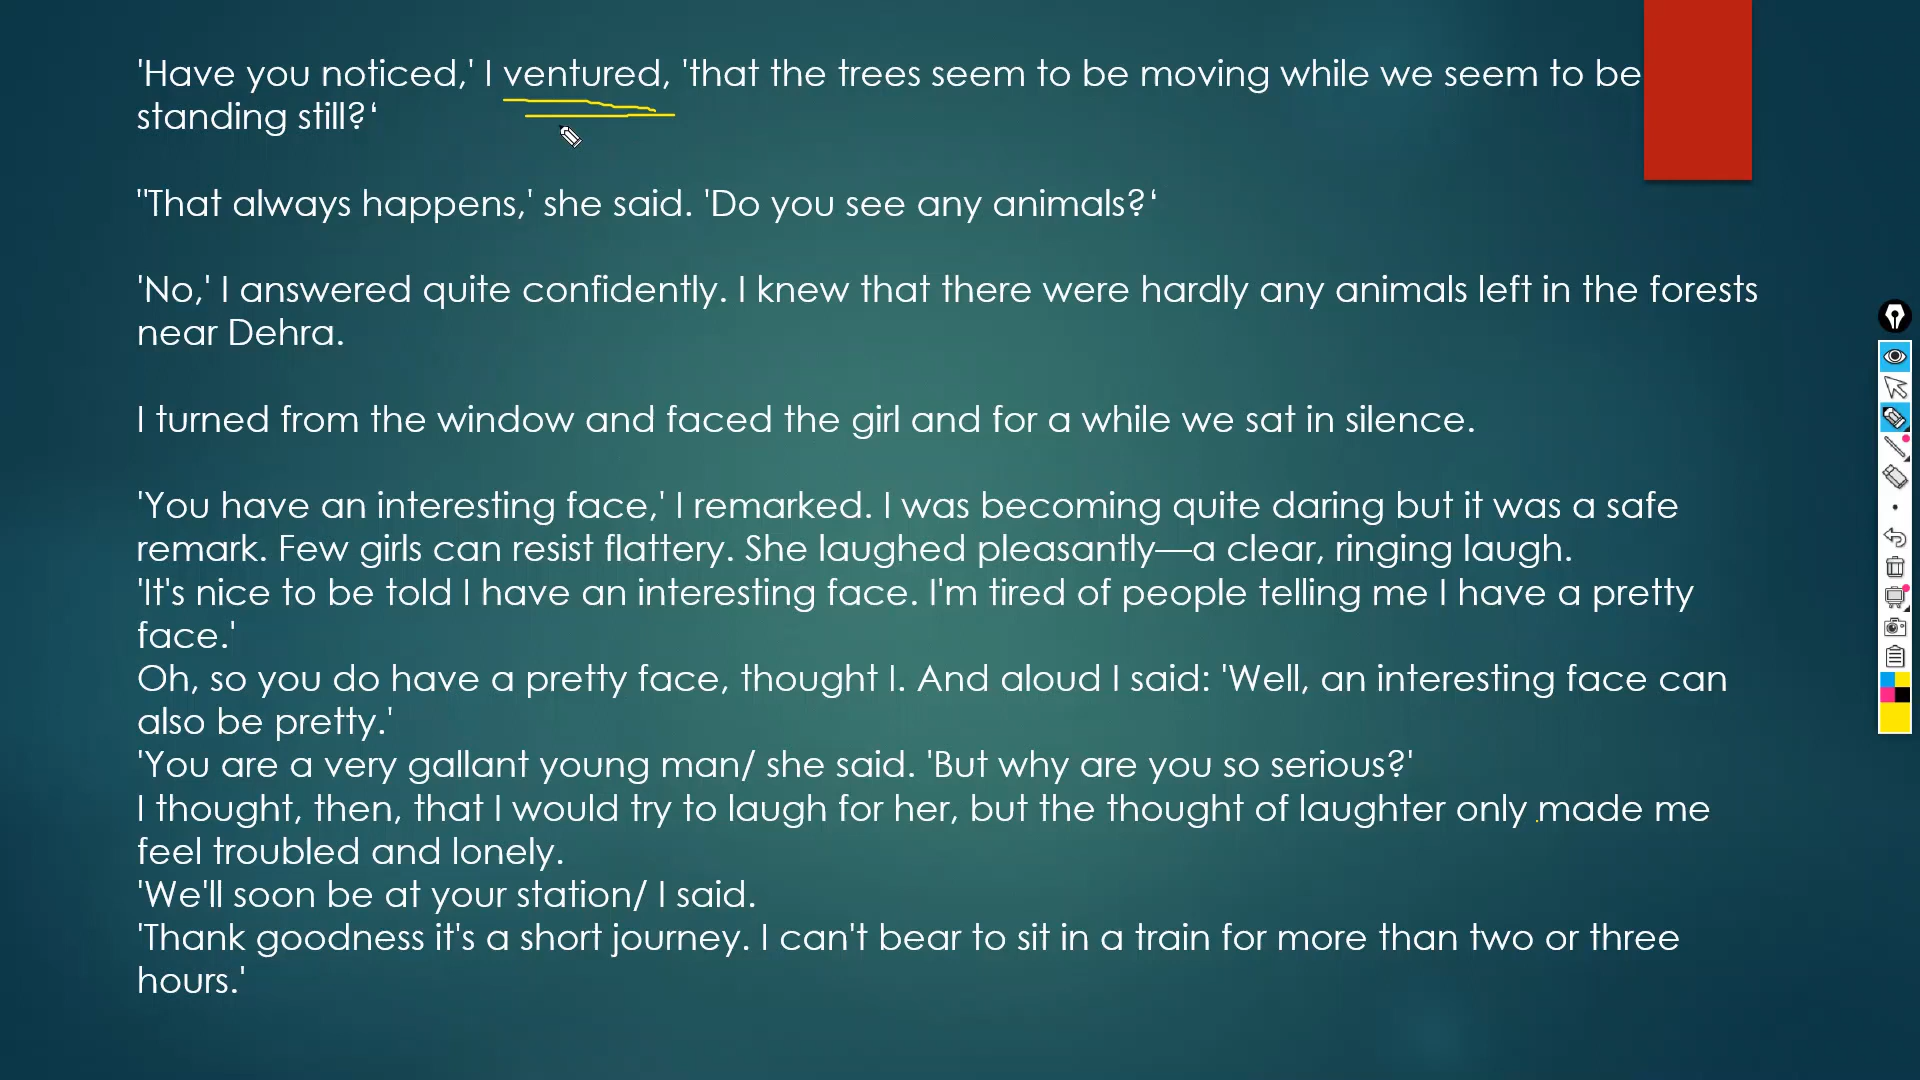 'Have you noticed,' I ventured, 'that the trees seem to be moving while we seem to be
standing still?‘
"That always happens,' she said. 'Do you see any animals?‘
'No,' I answered quite confidently. I knew that there were hardly any animals left in the forests
near Dehra.
I turned from the window and faced the girl and for a while we sat in silence.
'You have an interesting face,' I remarked. I was becoming quite daring but it was a safe
remark. Few girls can resist flattery. She laughed pleasantly—a clear, ringing laugh.
'It's nice to be told I have an interesting face. I'm tired of people telling me I have a pretty
face.'
Oh, so you do have a pretty face, thought I. And aloud I said: 'Well, an interesting face can
also be pretty.'
'You are a very gallant young man/ she said. 'But why are you so serious?'
I thought, then, that I would try to laugh for her, but the thought of laughter only made me
feel troubled and lonely.
'We'll soon be at your station/ I said.
'Thank goodness it's a short journey. I can't bear to sit in a train for more than two or three
hours.'